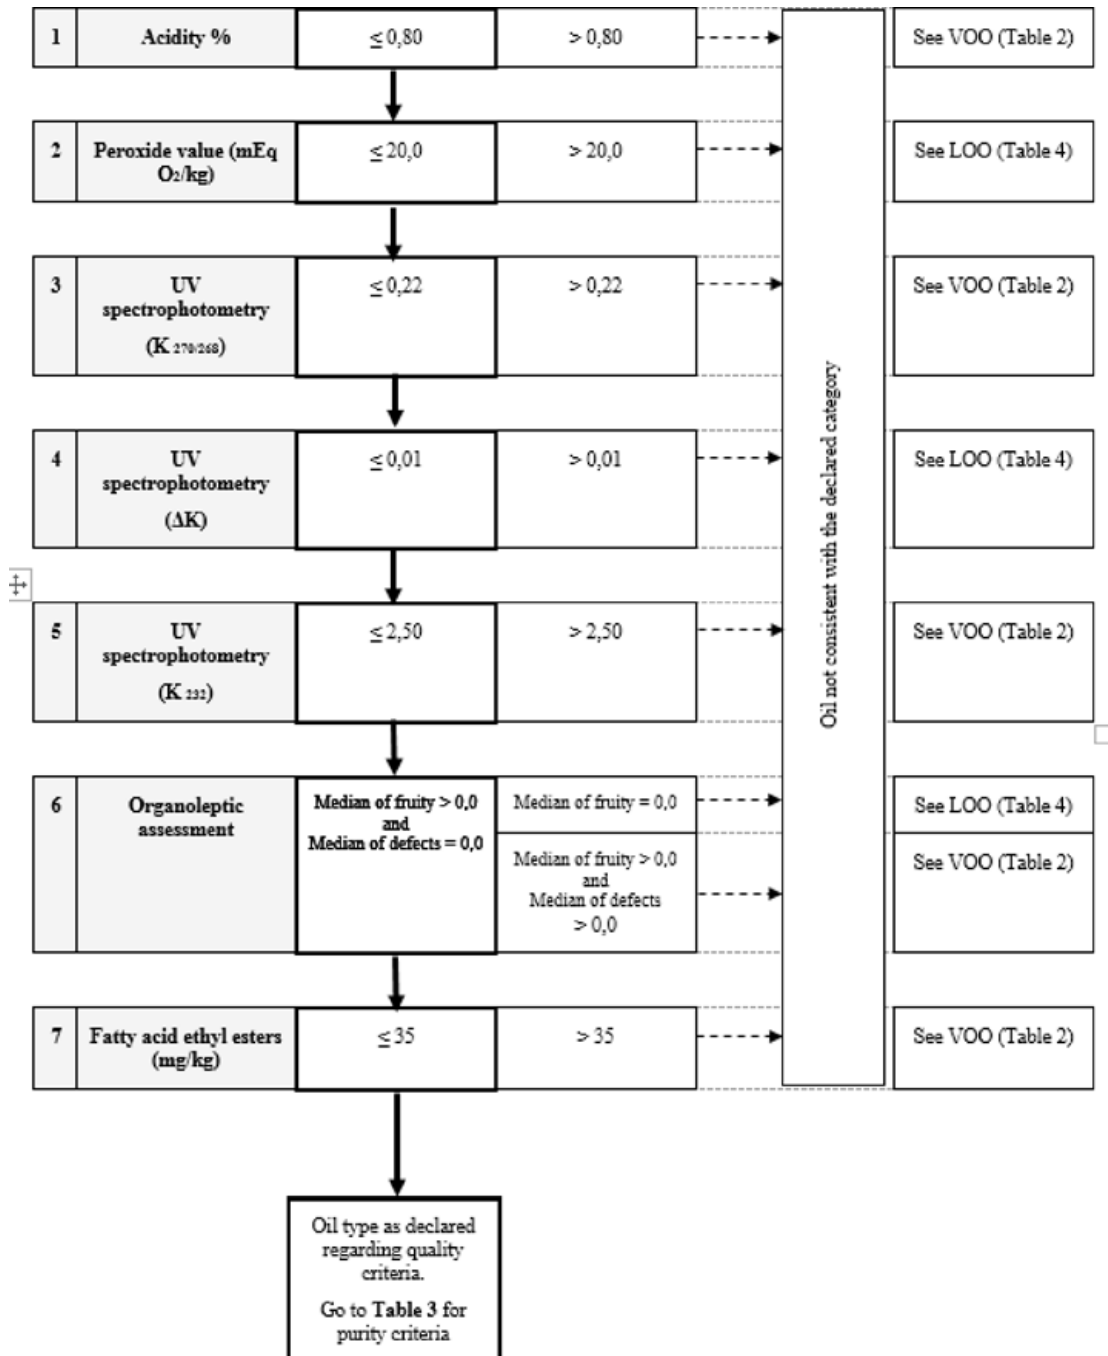 1 Acidity % ≤ 0,80 > 0,80 See VOO (Table 2)
2 Peroxide value (mEq ≤ 20,0 > 20,0 See LOO (Table 4)
O2/kg)
3 UV ≤ 0,22 > 0,22 See VOO (Table 2)
spectrophotometry
(K 270/268)
4 UV ≤ 0,01 > 0,01 See LOO (Table 4)
spectrophotometry
(ΔK)
5 UV ≤ 2,50 > 2,50 See VOO (Table 2)
spectrophotometry
(K 232)
6 Organoleptic
assessment
Median of fruity > 0,0
and
Median of defects = 0,0
Median of fruity = 0,0
See LOO (Table 4)
Median of fruity > 0,0
and
Median of defects
> 0,0
See VOO (Table 2)
7 Fatty acid ethyl esters ≤ 35 > 35 See VOO (Table 2)
(mg/kg)
Oil not consistent with the declared category
Oil type as declared
regarding quality
criteria.
Go to Table 3 for
purity criteria